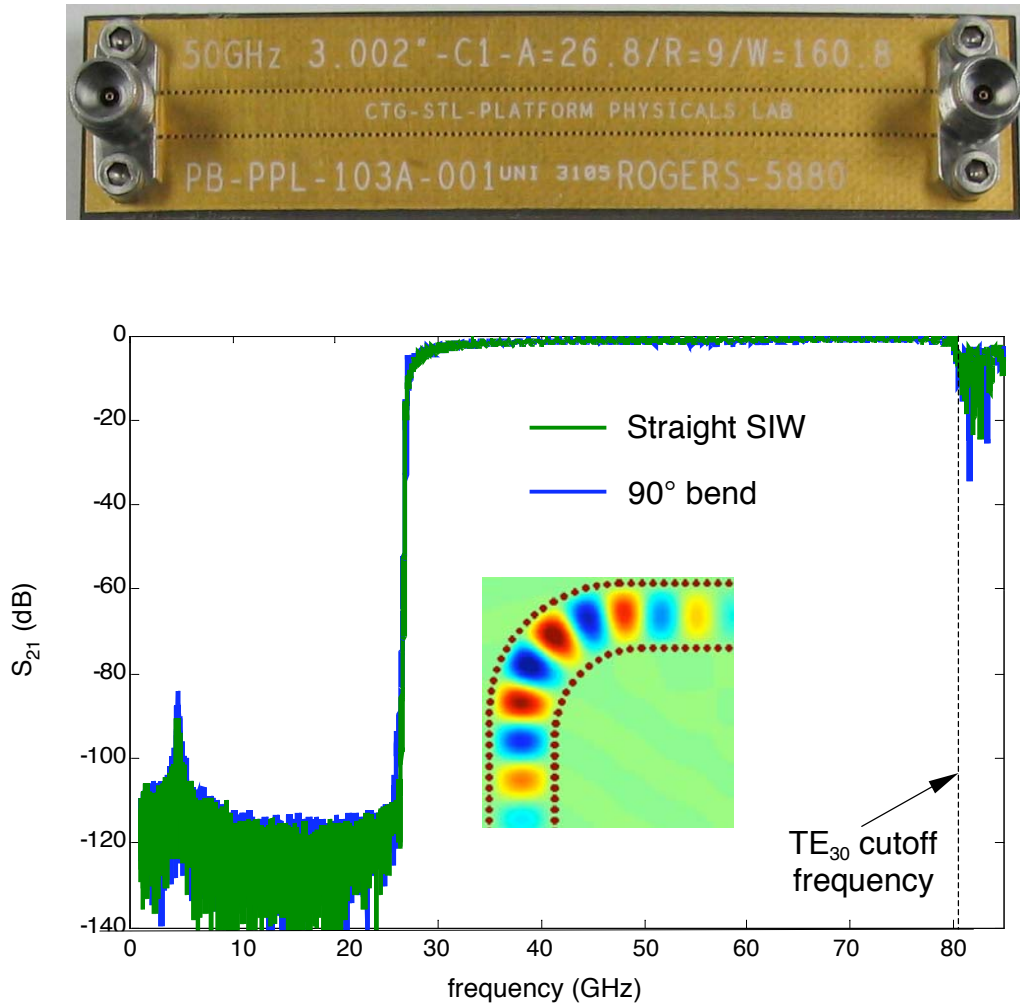 50GHz 3.002"-C1-A=26.8/R=9/W=160.8
CTG-STL-PLATFORM PHYSICALS LAB
PB-PPL-103A-001 UNI 3105 ROGERS-5880
0
-20
-40
-60
-80
-100
-120
-140
S21 (dB)
Straight SIW
90° bend
TE30 cutoff
frequency
0 10 20 30 40 50 60 70 80
frequency (GHz)